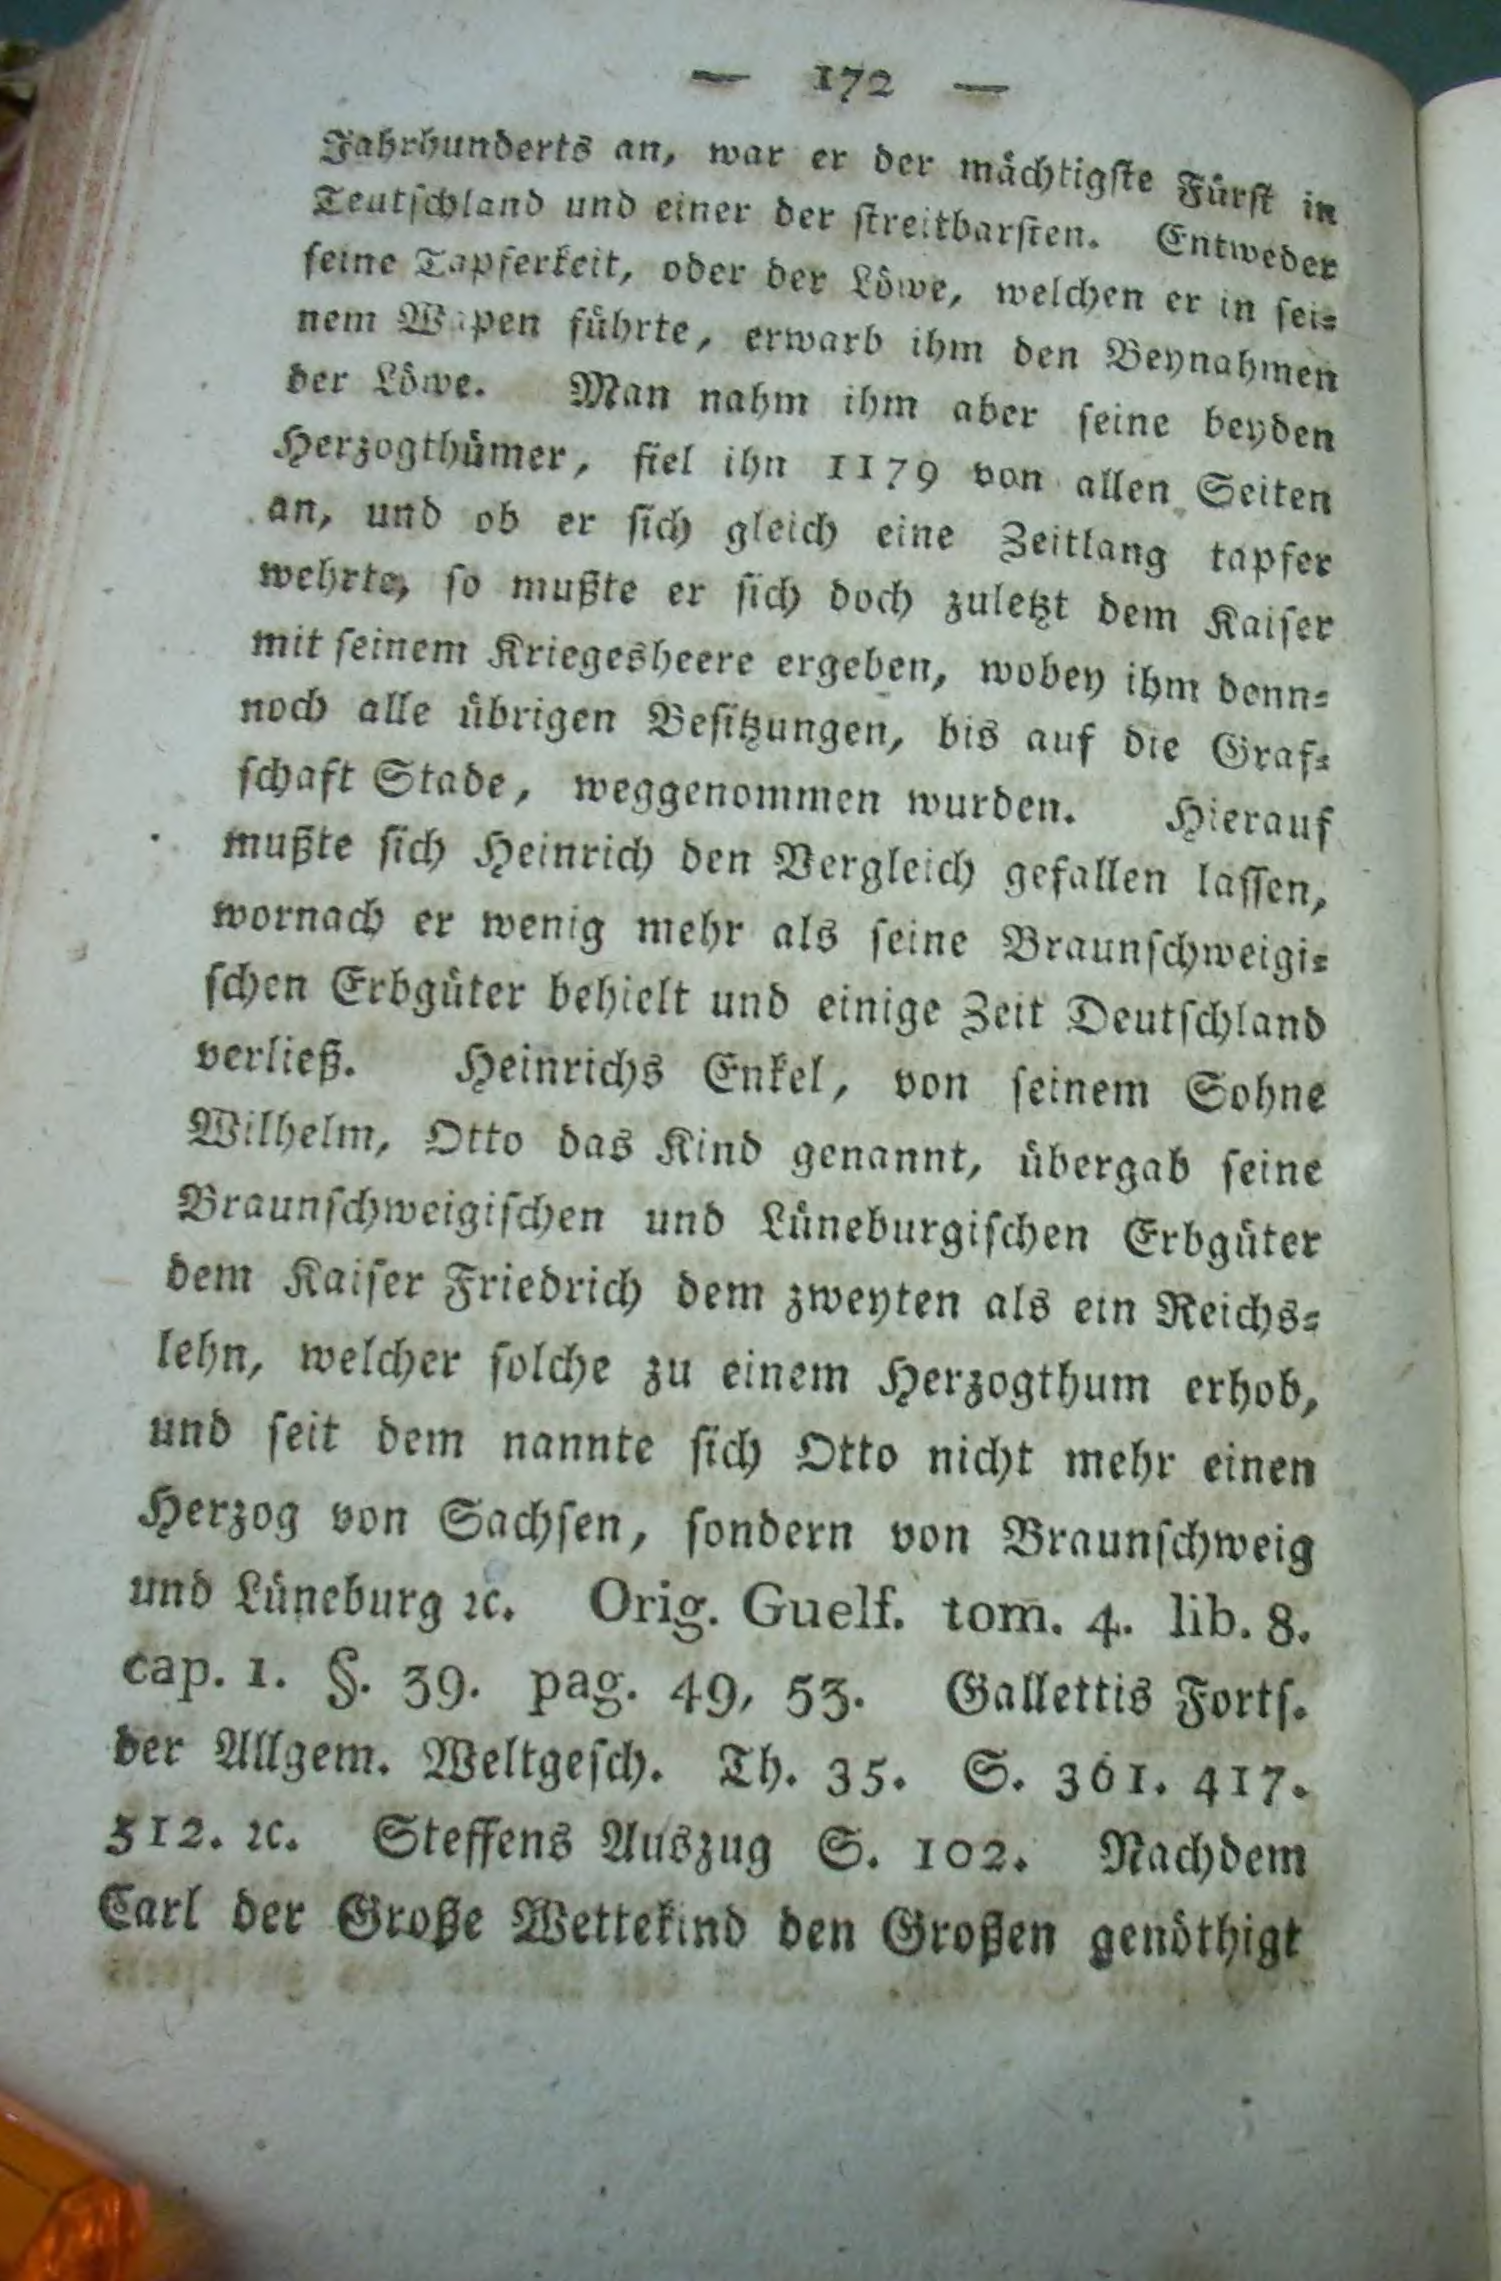 — 172 —
Jahrhunderts an, war er der mächtigste Fürst in
Teutschland und einer der streitbarsten. Entweder
seine Tapferkeit, oder der Löwe, welchen er in sei=
nem Wapen führte, erwarb ihm den Beynahmen
der Löwe. Man nahm ihm aber seine beyden
Herzogthümer, fiel ihn 1179 von allen Seiten
an, und ob er sich gleich eine Zeitlang tapfer
wehrte, so mußte er sich doch zuletzt dem Kaiser
mit seinem Kriegesheere ergeben, wobey ihm denn=
noch alle übrigen Besitzungen, bis auf die Graf=
schaft Stade, weggenommen wurden. Hierauf
mußte sich Heinrich den Vergleich gefallen lassen,
wornach er wenig mehr als seine Braunschweigi=
schen Erbgüter behielt und einige Zeit Deutschland
verließ. Heinrichs Enkel, von seinem Sohne
Wilhelm, Otto das Kind genannt, übergab seine
Braunschweigischen und Lüneburgischen Erbgüter
dem Kaiser Friedrich dem zweyten als ein Reichs=
lehn, welcher solche zu einem Herzogthum erhob,
und seit dem nannte sich Otto nicht mehr einen
Herzog von Sachsen, sondern von Braunschweig
und Lüneburg ꝛc. Orig. Guelf. tom. 4. lib. 8.
cap. 1. §. 39. pag. 49, 53. Gallettis Forts.
der Allgem. Weltgesch. Th. 35. S. 361. 417.
512. ꝛc. Steffens Auszug S. 102. Nachdem
Carl der Große Wettekind den Großen genöthigt